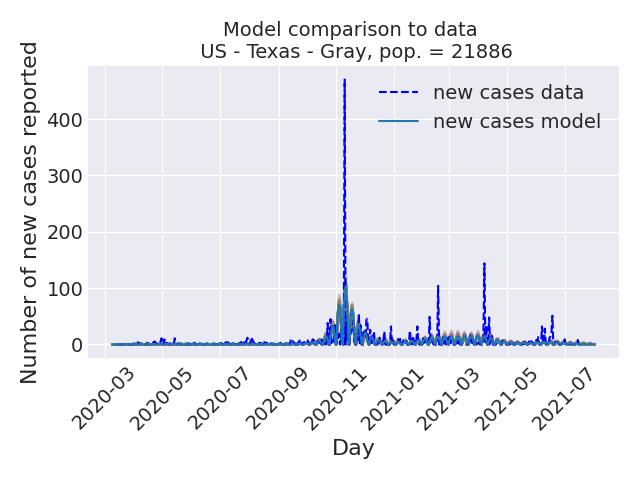 Model comparison to data
US - Texas - Gray, pop. = 21886
Number of new cases reported
400
300
200
100
0
new cases data
new cases model
2020-03
2020-05
2020-07
2020-09
2020-11
2021-01
2021-03
2021-05
2021-07
Day